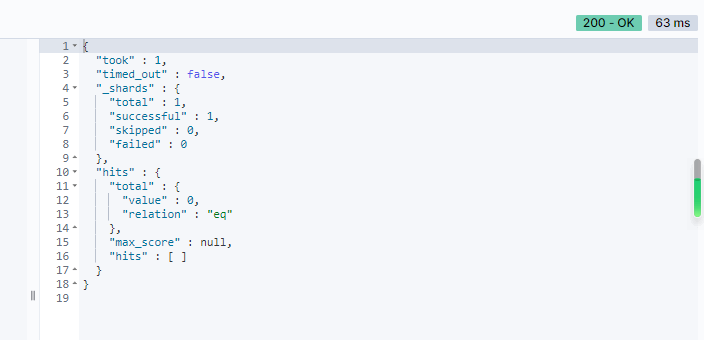 200 - OK 63 ms
1 {
2 "took" : 1,
3 "timed_out" : false,
4 "_shards" : {
5 "total" : 1,
6 "successful" : 1,
7 "skipped" : 0,
8 "failed" : 0
9 },
10 "hits" : {
11 "total" : {
12 "value" : 0,
13 "relation" : "eq"
14 },
15 "max_score" : null,
16 "hits" : [ ]
17 }
18 }
19